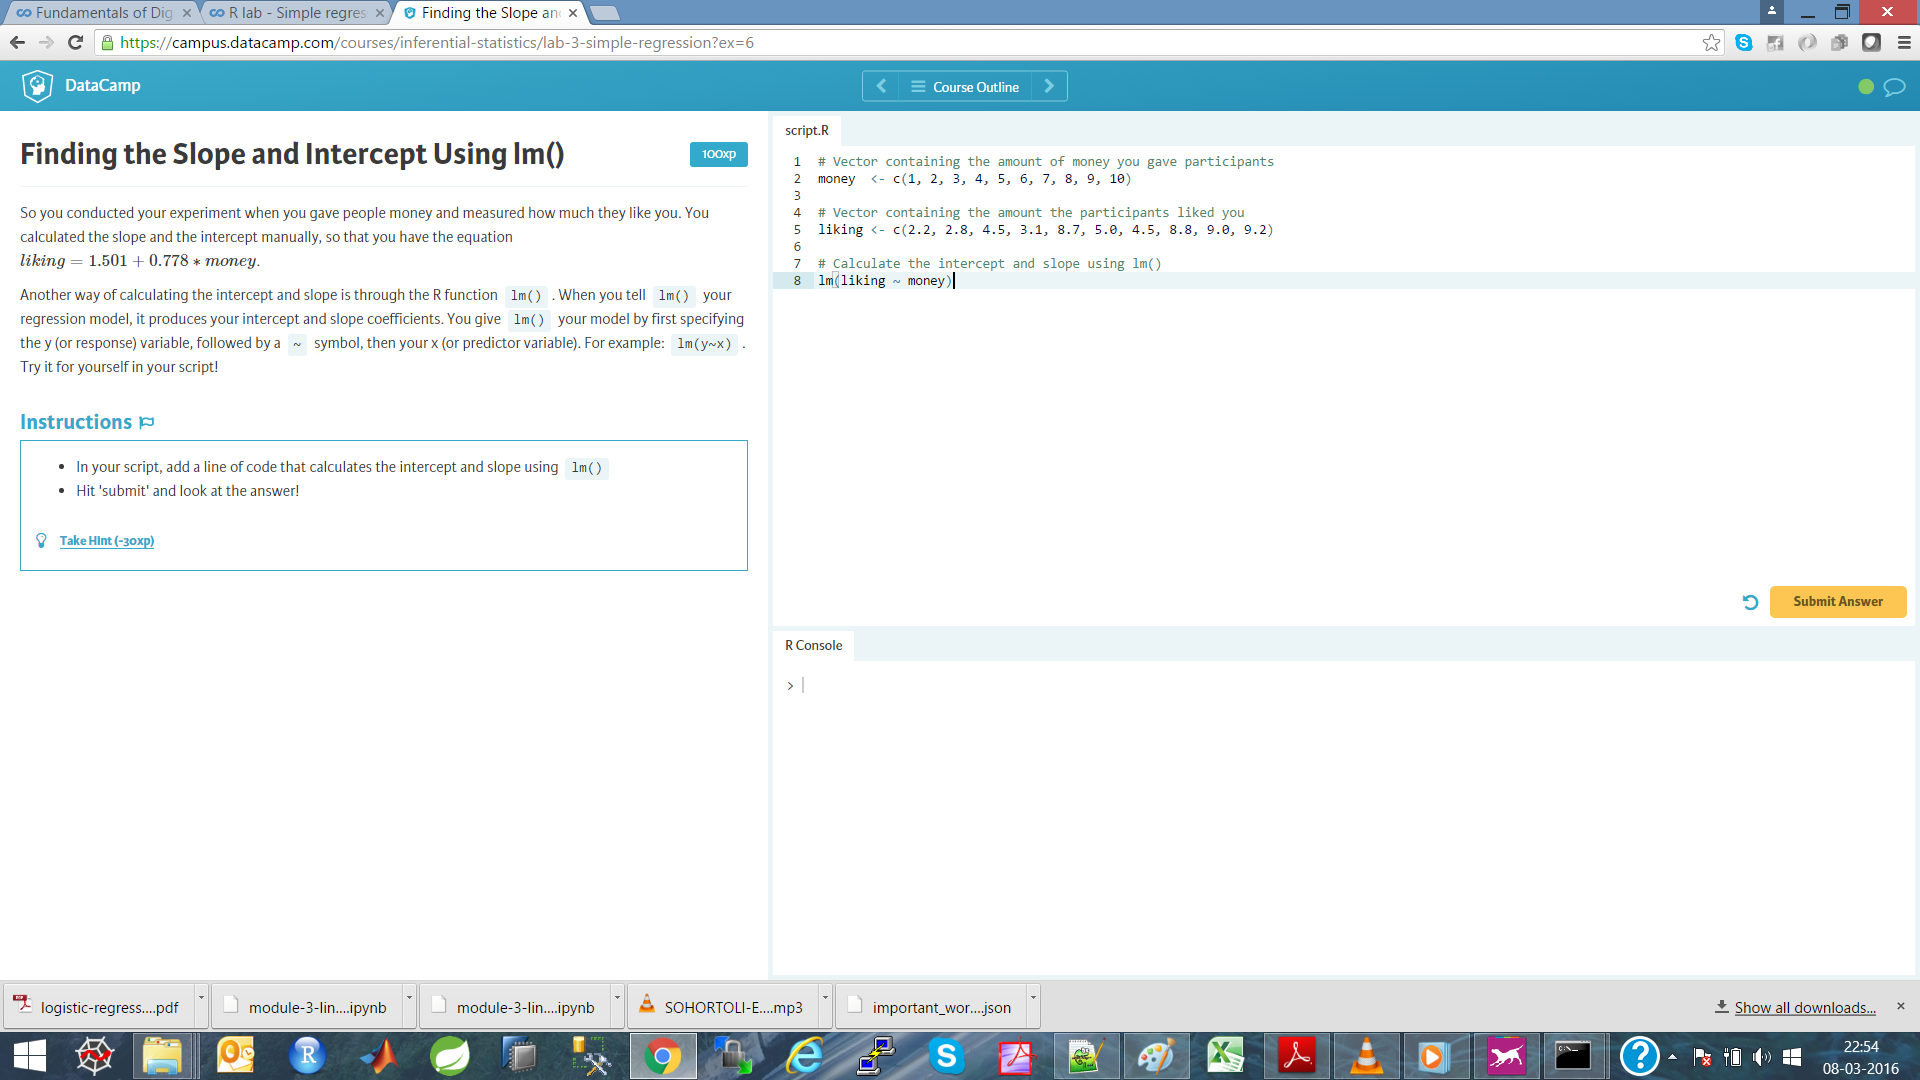 Fundamentals of Dig
R lab - Simple regres
Finding the Slope an
https://campus.datacamp.com/courses/inferential-statistics/lab-3-simple-regression?ex=6
DataCamp
Course Outline
Finding the Slope and Intercept Using lm()
100xp
So you conducted your experiment when you gave people money and measured how much they like you. You
calculated the slope and the intercept manually, so that you have the equation
liking = 1.501 + 0.778 * money.
Another way of calculating the intercept and slope is through the R function lm() . When you tell lm() your
regression model, it produces your intercept and slope coefficients. You give lm() your model by first specifying
the y (or response) variable, followed by a ~ symbol, then your x (or predictor variable). For example: lm(y~x) .
Try it for yourself in your script!
Instructions
• In your script, add a line of code that calculates the intercept and slope using lm()
• Hit 'submit' and look at the answer!
Take Hint (-30xp)
script.R
1 # Vector containing the amount of money you gave participants
2 money <- c(1, 2, 3, 4, 5, 6, 7, 8, 9, 10)
3
4 # Vector containing the amount the participants liked you
5 liking <- c(2.2, 2.8, 4.5, 3.1, 8.7, 5.0, 4.5, 8.8, 9.0, 9.2)
6
7 # Calculate the intercept and slope using lm()
8 lm(liking ~ money)
Submit Answer
R Console
>
logistic-regress....pdf
module-3-lin....ipynb
module-3-lin....ipynb
SOHORTOLI-E....mp3
important_wor....json
Show all downloads...
22:54
08-03-2016